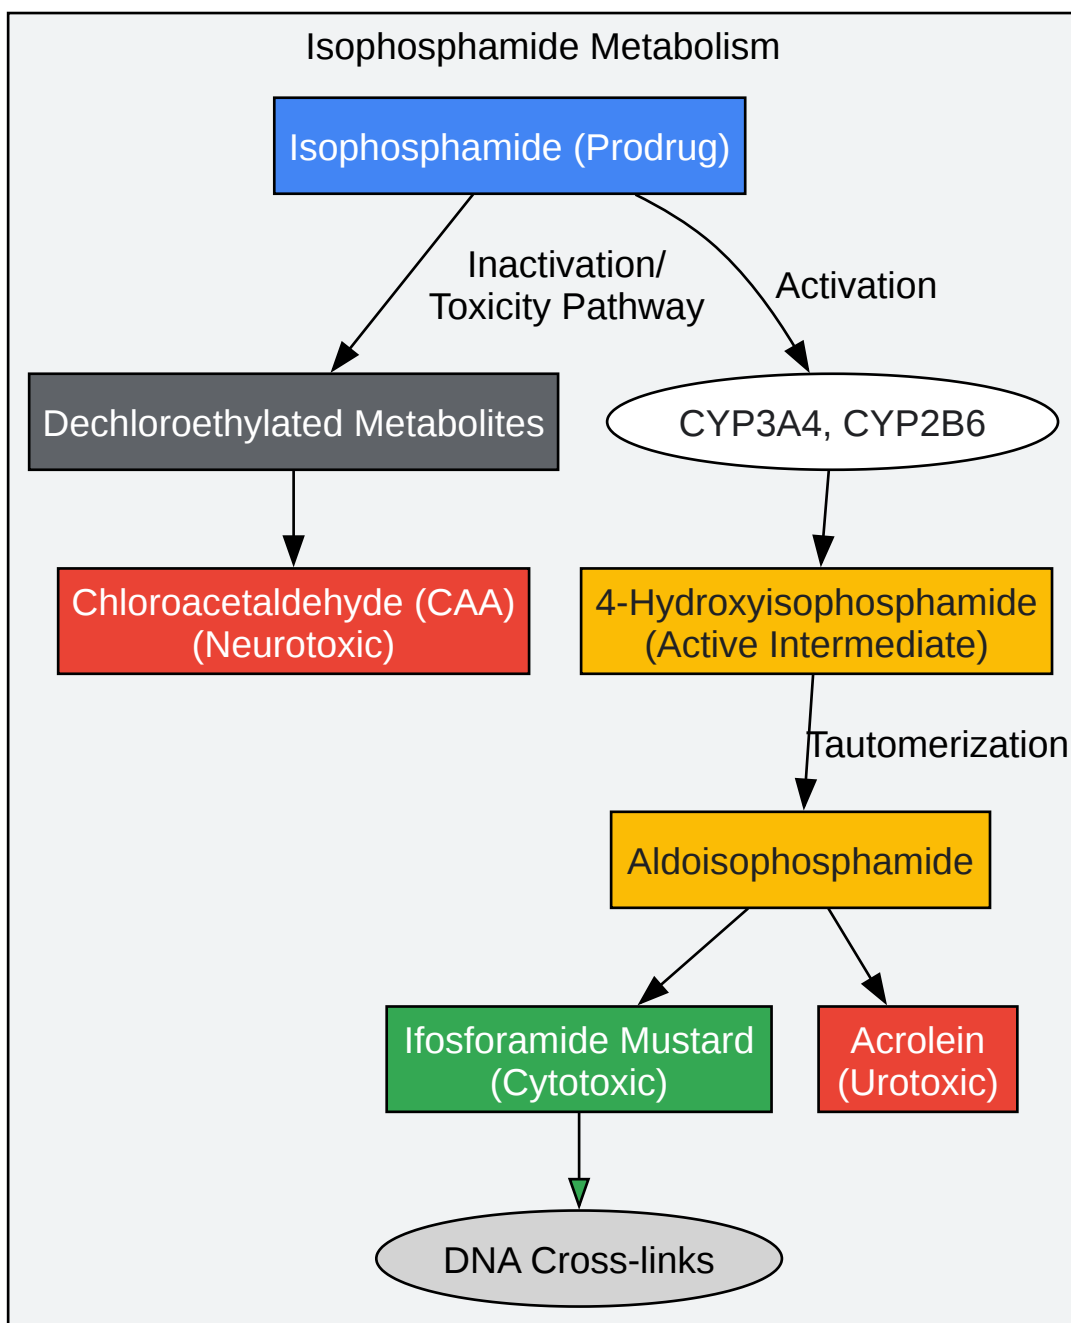 Isophosphamide Metabolism
Isophosphamide (Prodrug)
Inactivation/
Toxicity Pathway
Activation
Dechloroethylated Metabolites
CYP3A4, CYP2B6
Chloroacetaldehyde (CAA)
(Neurotoxic)
4-Hydroxyisophosphamide
(Active Intermediate)
Tautomerization
Aldoisophosphamide
Ifosforamide Mustard
(Cytotoxic)
Acrolein
(Urotoxic)
DNA Cross-links